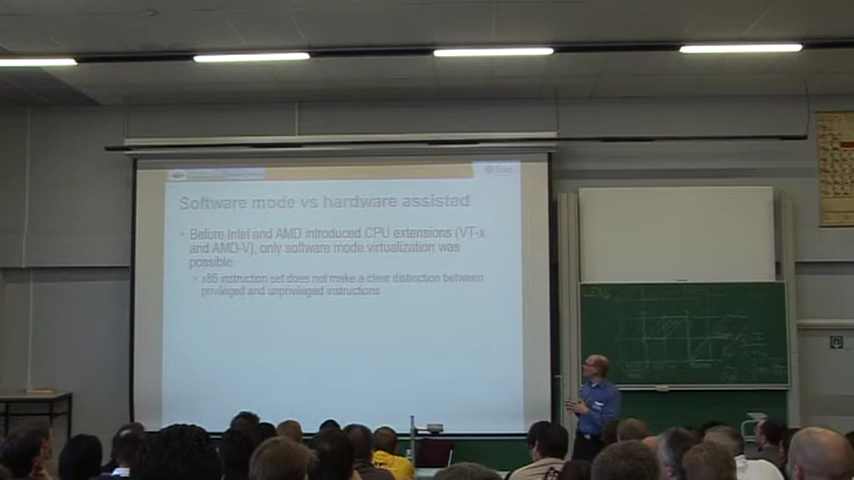 Software mode vs hardware assisted
• Before Intel and AMD introduced CPU extensions (VT-x
and AMD-V), only software mode virtualization was
possible
> x86 instruction set does not make a clear distinction between
privileged and unprivileged instructions